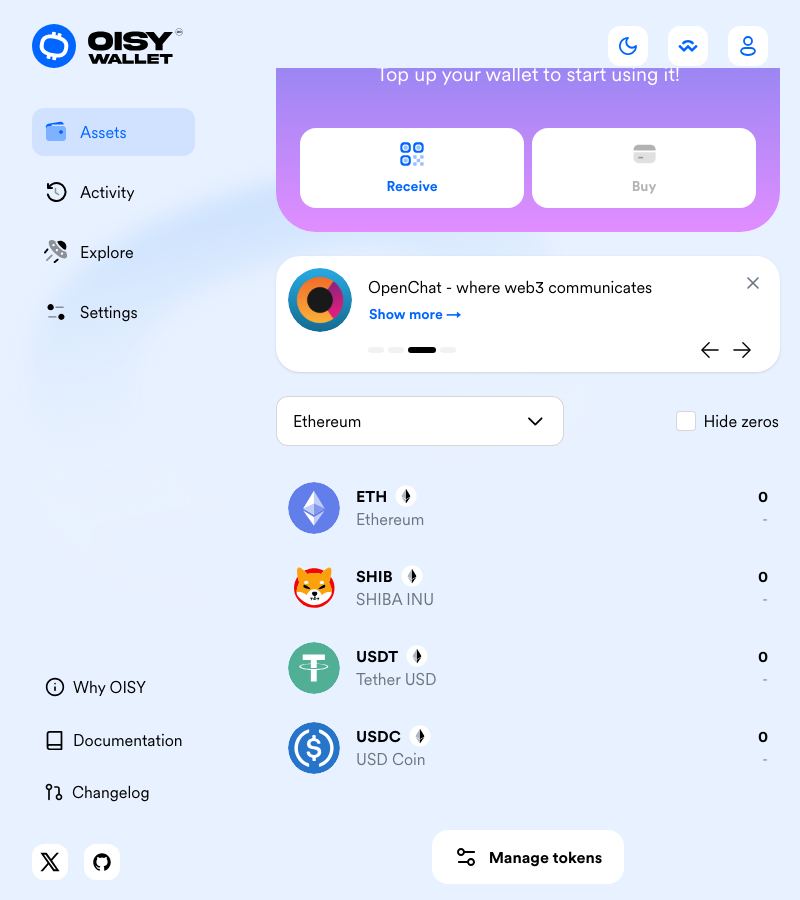 OISY
WALLET
Top up your wallet to start using it!
Assets
Activity
Explore
Settings
Receive
Buy
OpenChat - where web3 communicates
Show more →
Ethereum
Hide zeros
ETH
0
Ethereum
-
SHIB
0
SHIBA INU
-
USDT
0
Tether USD
-
USDC
0
USD Coin
-
Why OISY
Documentation
Changelog
Manage tokens